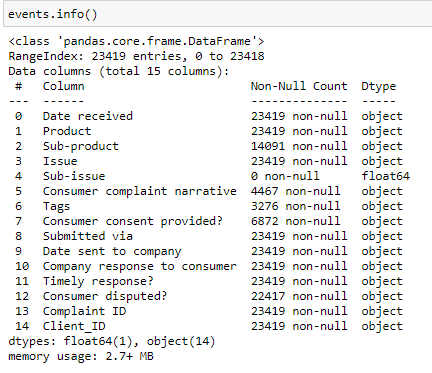 events.info()
<class 'pandas.core.frame.DataFrame'>
RangeIndex: 23419 entries, 0 to 23418
Data columns (total 15 columns):
 #   Column                        Non-Null Count  Dtype
---  ------                        --------------  -----
 0   Date received                 23419 non-null  object
 1   Product                       23419 non-null  object
 2   Sub-product                   14091 non-null  object
 3   Issue                         23419 non-null  object
 4   Sub-issue                     0 non-null      float64
 5   Consumer complaint narrative  4467 non-null   object
 6   Tags                          3276 non-null   object
 7   Consumer consent provided?    6872 non-null   object
 8   Submitted via                 23419 non-null  object
 9   Date sent to company          23419 non-null  object
 10  Company response to consumer  23419 non-null  object
 11  Timely response?              23419 non-null  object
 12  Consumer disputed?            22417 non-null  object
 13  Complaint ID                  23419 non-null  object
 14  Client_ID                     23419 non-null  object
dtypes: float64(1), object(14)
memory usage: 2.7+ MB